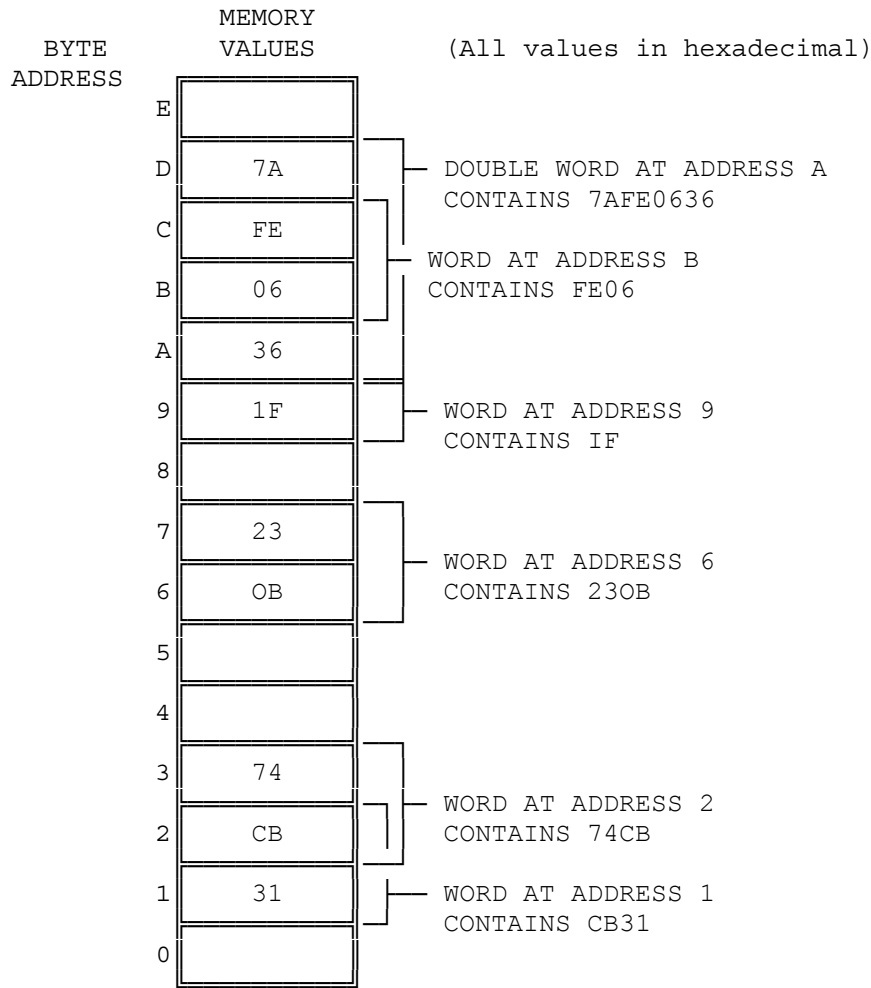 MEMORY
BYTE VALUES (All values in hexadecimal)
ADDRESS
E
D 7A DOUBLE WORD AT ADDRESS A
CONTAINS 7AFE0636
C FE
WORD AT ADDRESS B
B 06 CONTAINS FE06
A 36
9 1F WORD AT ADDRESS 9
CONTAINS IF
8
7 23
WORD AT ADDRESS 6
6 OB CONTAINS 23OB
5
4
3 74
WORD AT ADDRESS 2
2 CB CONTAINS 74CB
1 31 WORD AT ADDRESS 1
CONTAINS CB31
0